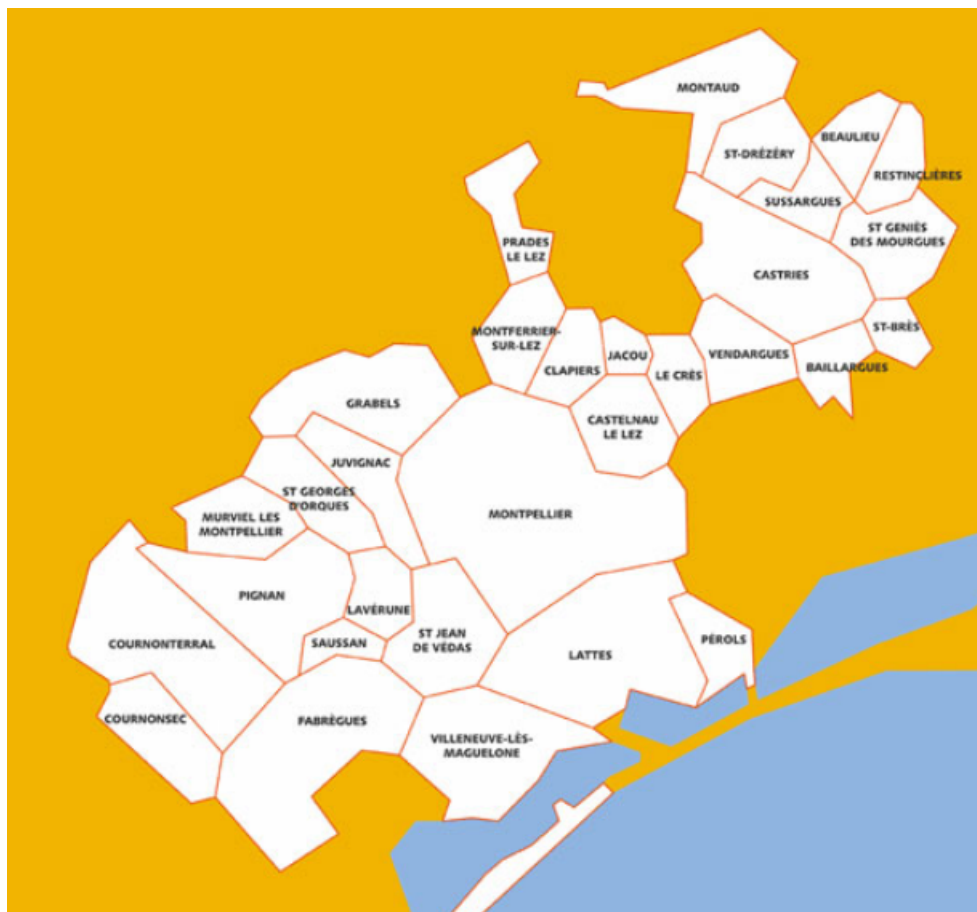 MONTAUD
BEAULIEU
ST-DRÉZÉRY
RESTINCLIÈRES
SUSSARGUES
ST GENIÈS
DES MOURGUES
PRADES
LE LEZ
CASTRIES
MONTFERRIER-
SUR-LEZ
ST-BRÈS
JACOU
VENDARGUES
CLAPIERS
LE CRÈS
BAILLARGUES
GRABELS
CASTELNAU
LE LEZ
JUVIGNAC
ST GEORGES
D'ORQUES
MURVIEL LES
MONTPELLIER
MONTPELLIER
PIGNAN
LAVÉRUNE
COURNONTERRAL
SAUSSAN
ST JEAN
DE VÉDAS
LATTES
PÉROLS
COURNONSEC
FABRÈGUES
VILLENEUVE-LÈS-
MAGUELONE